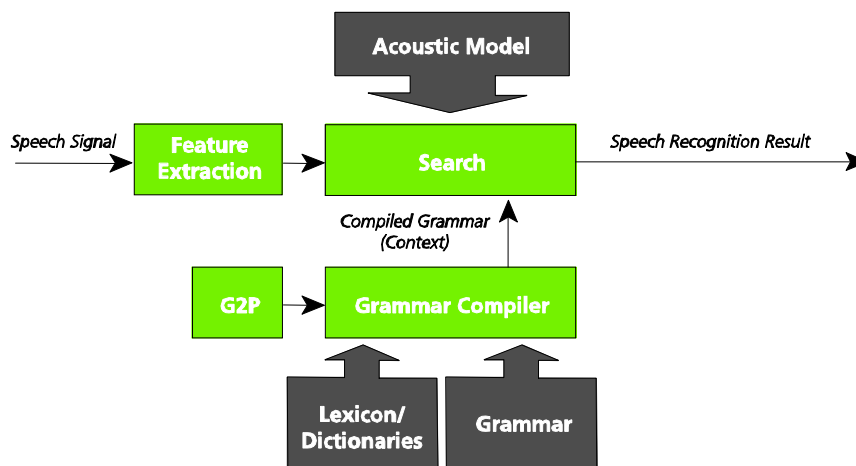 Acoustic Model
Speech Signal
Feature
Extraction
Search
Speech Recognition Result
Compiled Grammar
(Context)
G2P
Grammar Compiler
Lexicon/
Dictionaries
Grammar